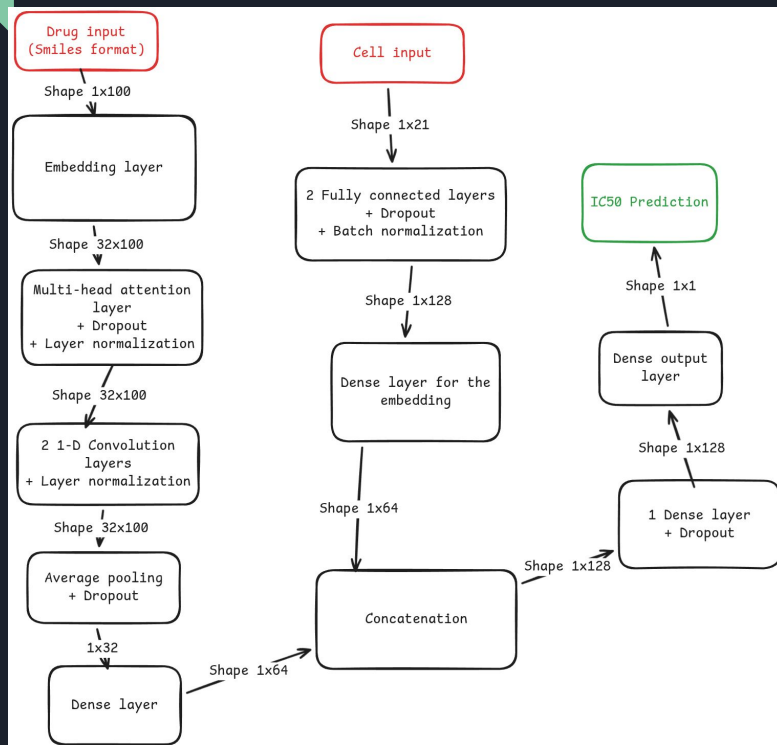 Drug input
(Smiles format)
Shape 1x100
Embedding layer
Shape 32x100
Multi-head attention
layer
+ Dropout
+ Layer normalization
Shape 32x100
2 1-D Convolution
layers
+ Layer normalization
Shape 32x100
Average pooling
+ Dropout
1x32
Dense layer
Shape 1x64
Cell input
Shape 1x21
2 Fully connected layers
+ Dropout
+ Batch normalization
Shape 1x128
Dense layer for the
embedding
Shape 1x64
Concatenation
Shape 1x128
1 Dense layer
+ Dropout
Shape 1x128
Dense output
layer
Shape 1x1
IC50 Prediction